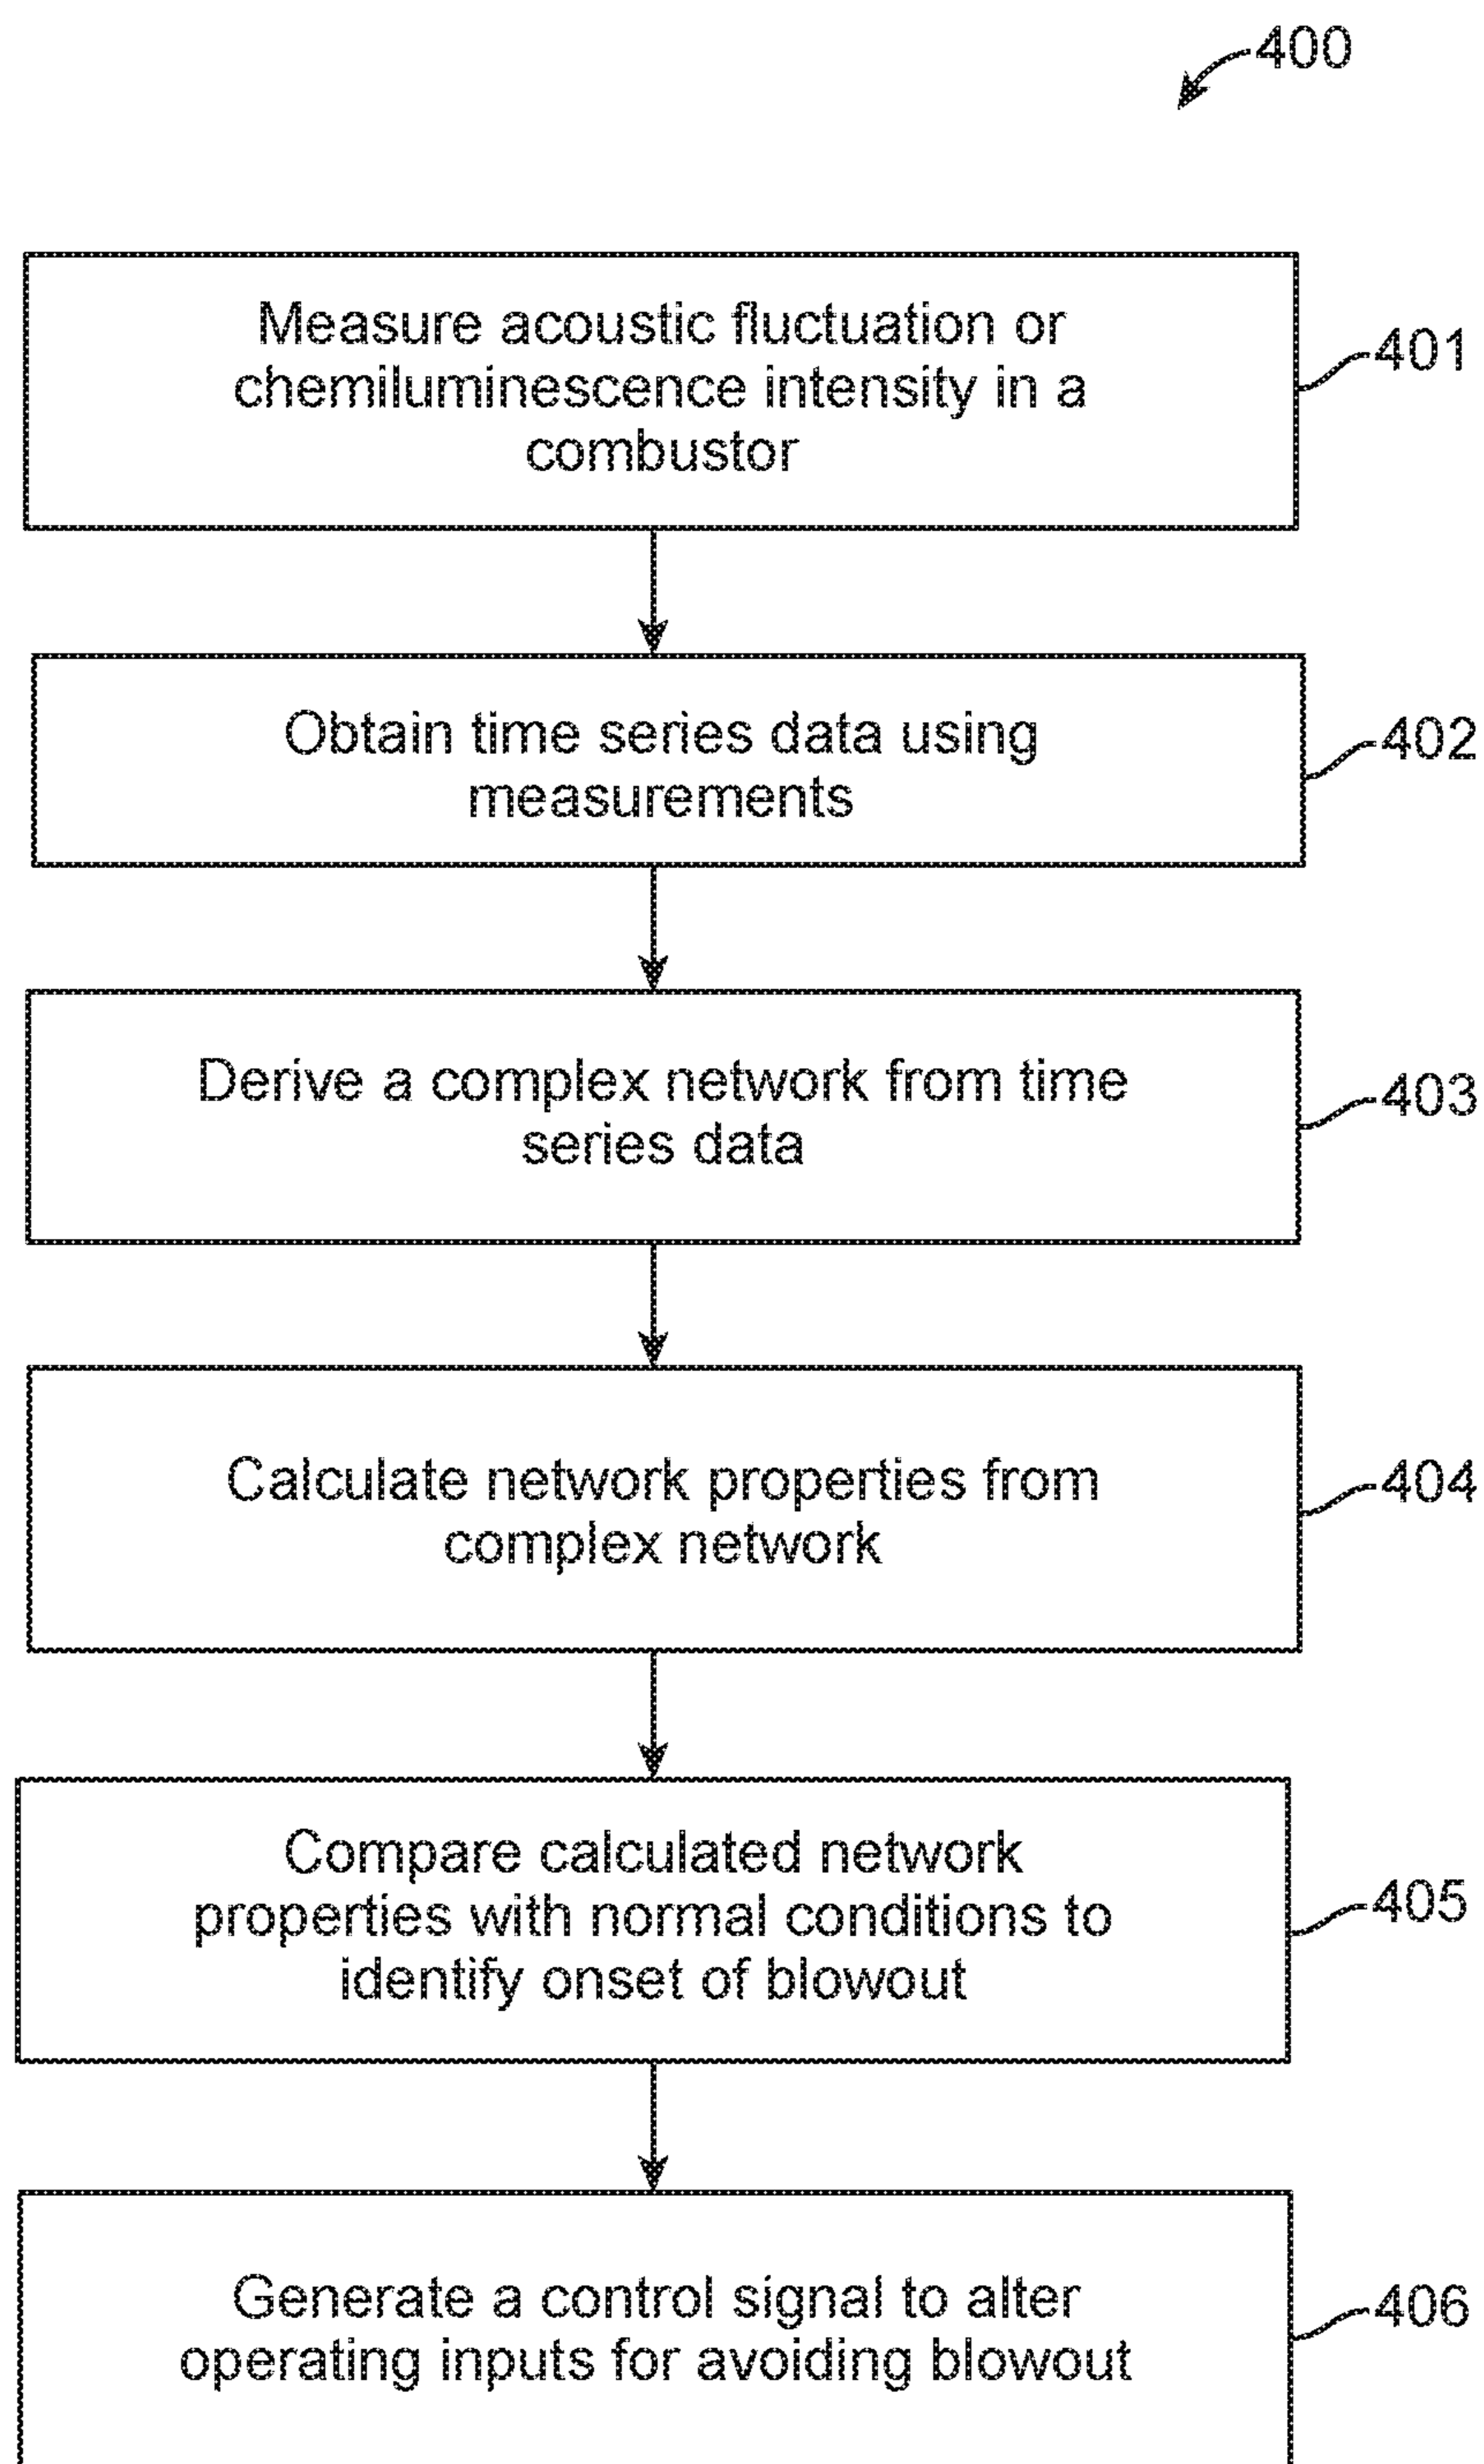 400
Measure acoustic fluctuation or
chemiluminescence intensity in a
combustor
401
Obtain time series data using
measurements
402
Derive a complex network from time
series data
403
Calculate network properties from
complex network
404
Compare calculated network
properties with normal conditions to
identify onset of blowout
405
Generate a control signal to alter
operating inputs for avoiding blowout
406